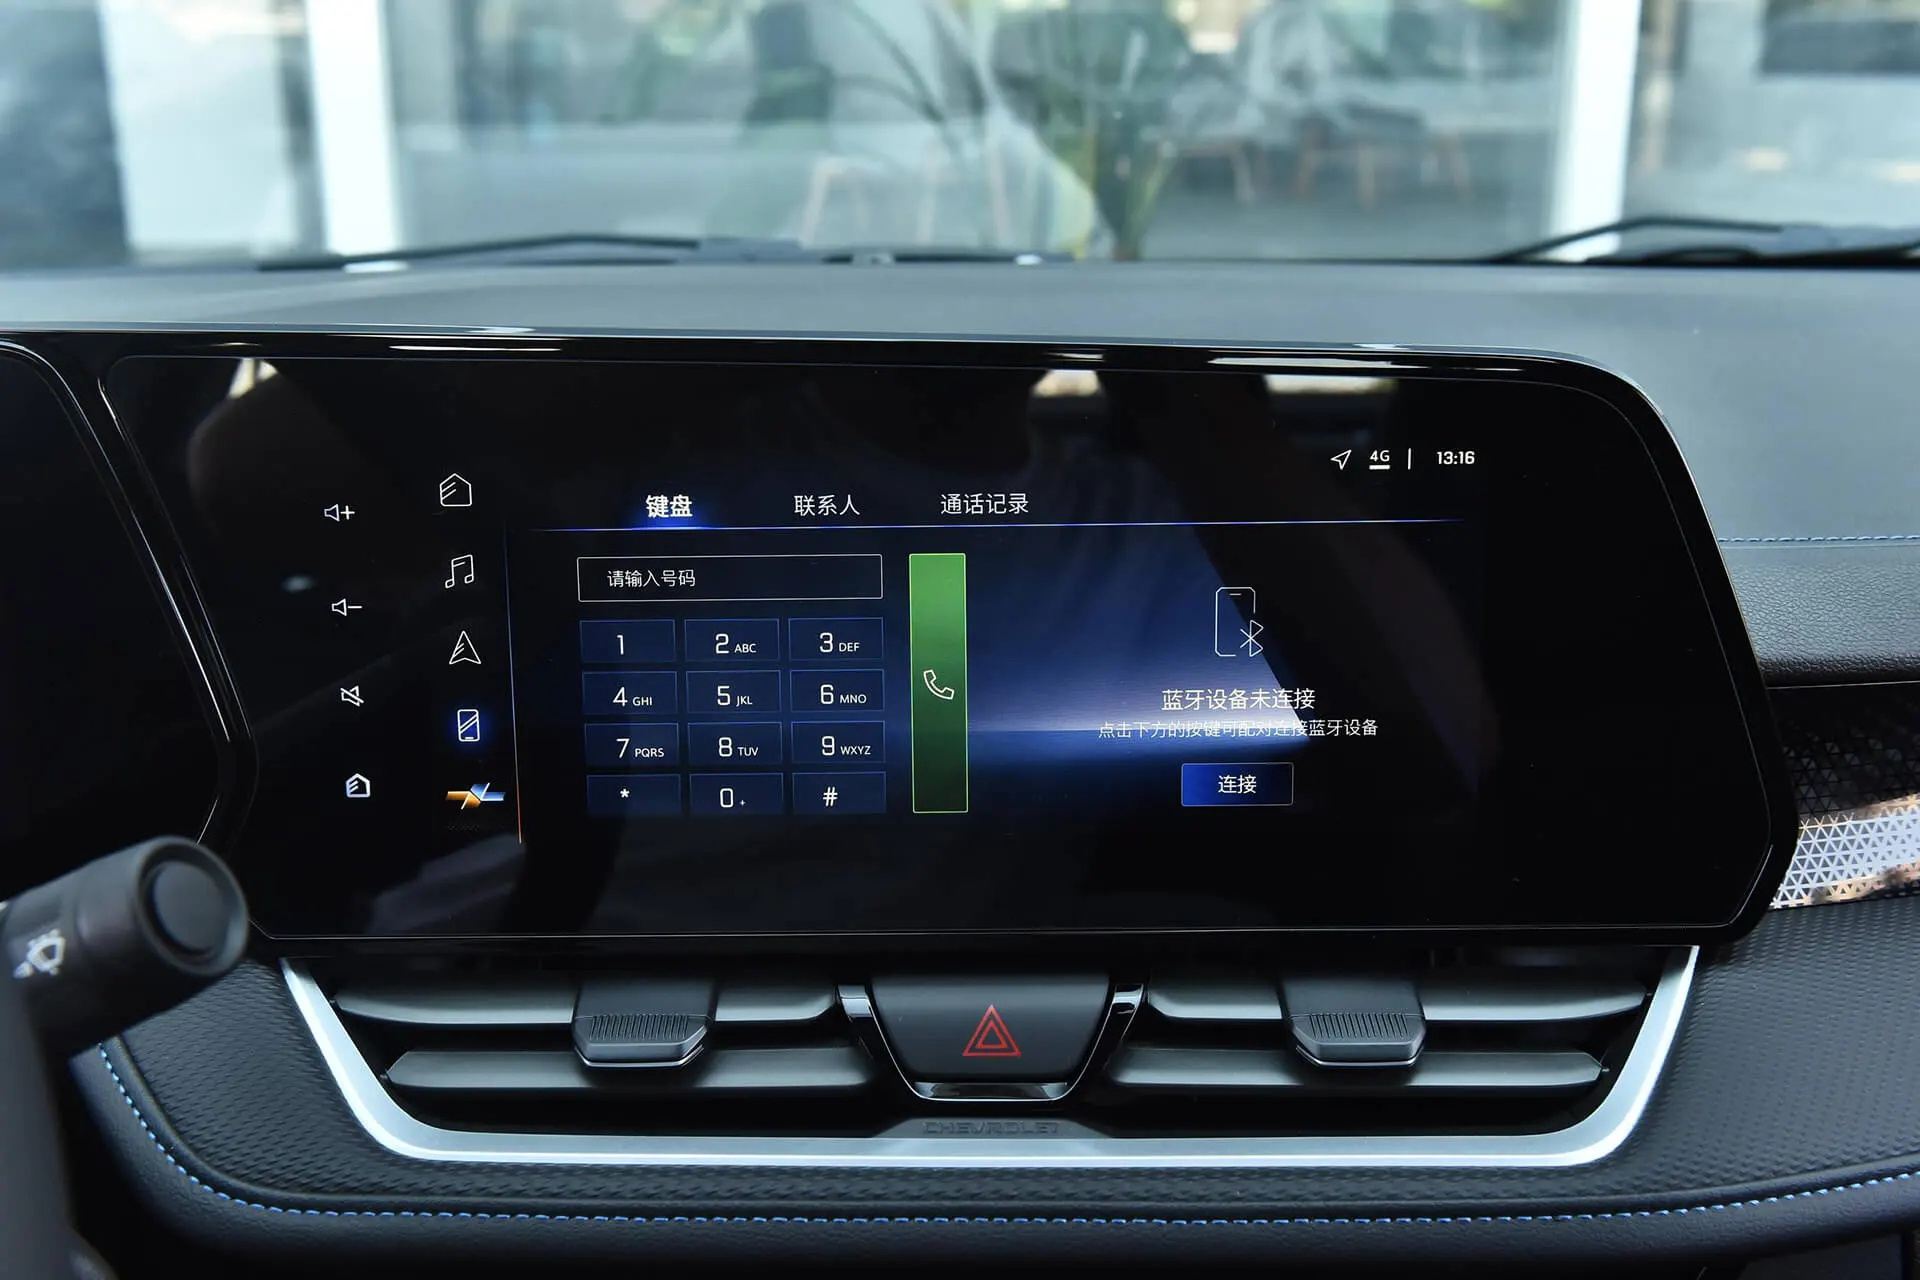 4G 13:16
键盘 联系人 通话记录
请输入号码
1 2 ABC 3 DEF
4 GHI 5 JKL 6 MNO
7 PQRS 8 TUV 9 WXYZ
* 0 + #
蓝牙设备未连接
点击下方的按键可配对连接蓝牙设备
连接
CHEVROLET